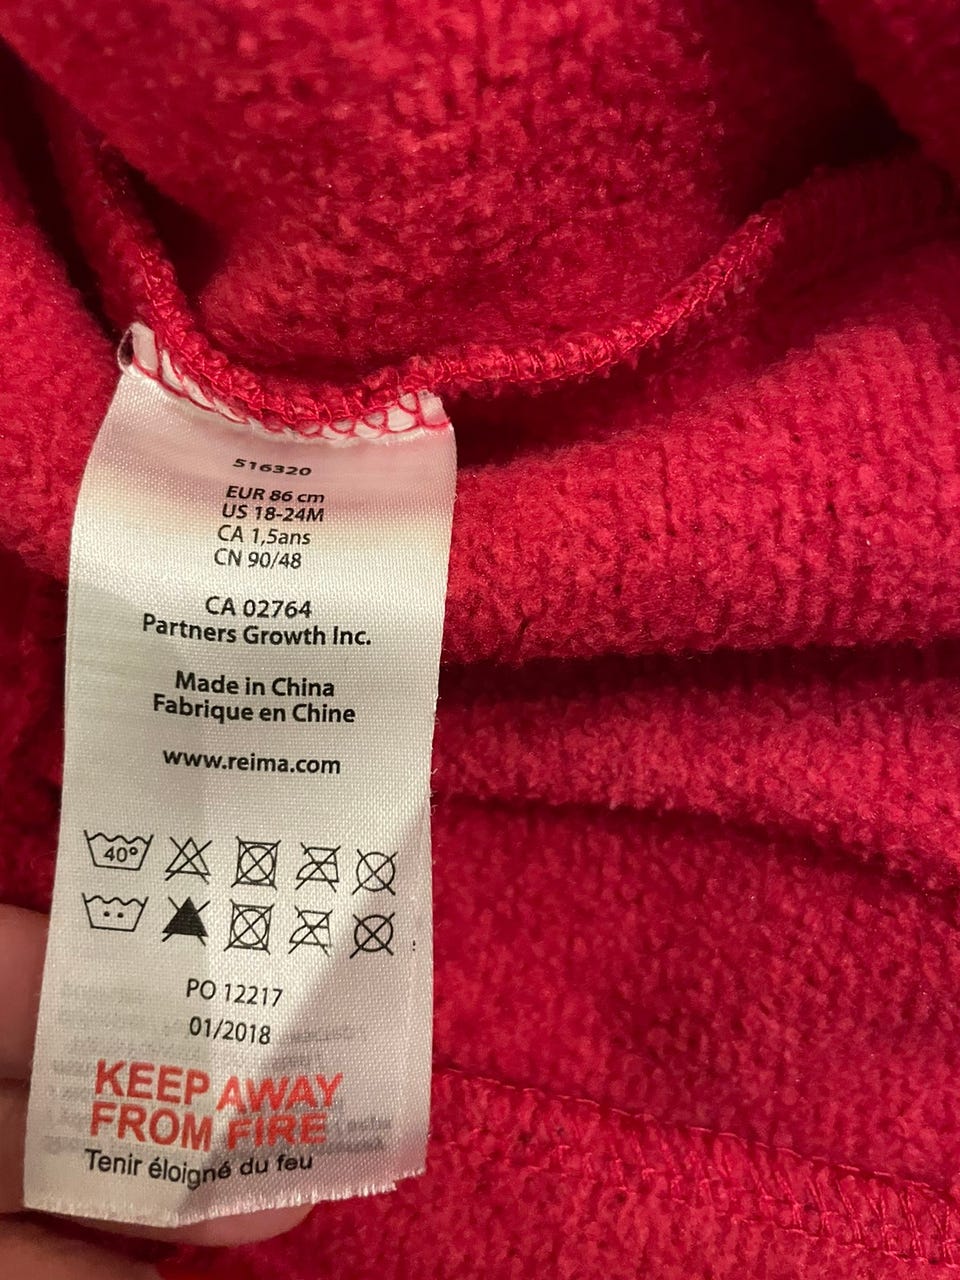 516320
EUR 86 cm
US 18-24M
CA 1,5ans
CN 90/48
CA 02764
Partners Growth Inc.
Made in China
Fabrique en Chine
www.reima.com
40°
PO 12217
01/2018
KEEP AWAY
FROM FIRE
Tenir éloigné du feu